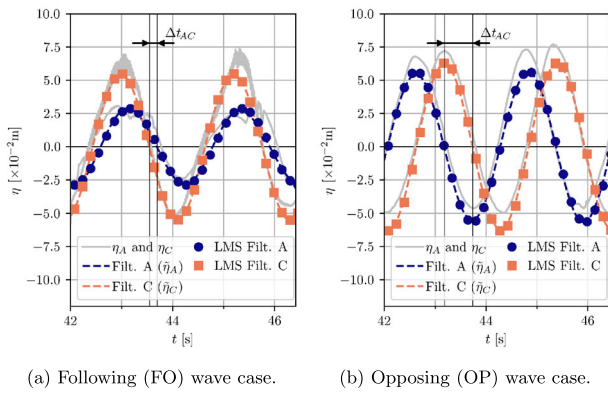 Δt_AC
Δt_AC
10.0
7.5
5.0
2.5
0.0
−2.5
−5.0
−7.5
−10.0
η [×10⁻²m]
η_A and η_C
Filt. A (η̃_A)
Filt. C (η̃_C)
LMS Filt. A
LMS Filt. C
42
44
46
t [s]
10.0
7.5
5.0
2.5
0.0
−2.5
−5.0
−7.5
−10.0
η [×10⁻²m]
η_A and η_C
Filt. A (η̃_A)
Filt. C (η̃_C)
LMS Filt. A
LMS Filt. C
42
44
46
t [s]
(a) Following (FO) wave case.
(b) Opposing (OP) wave case.